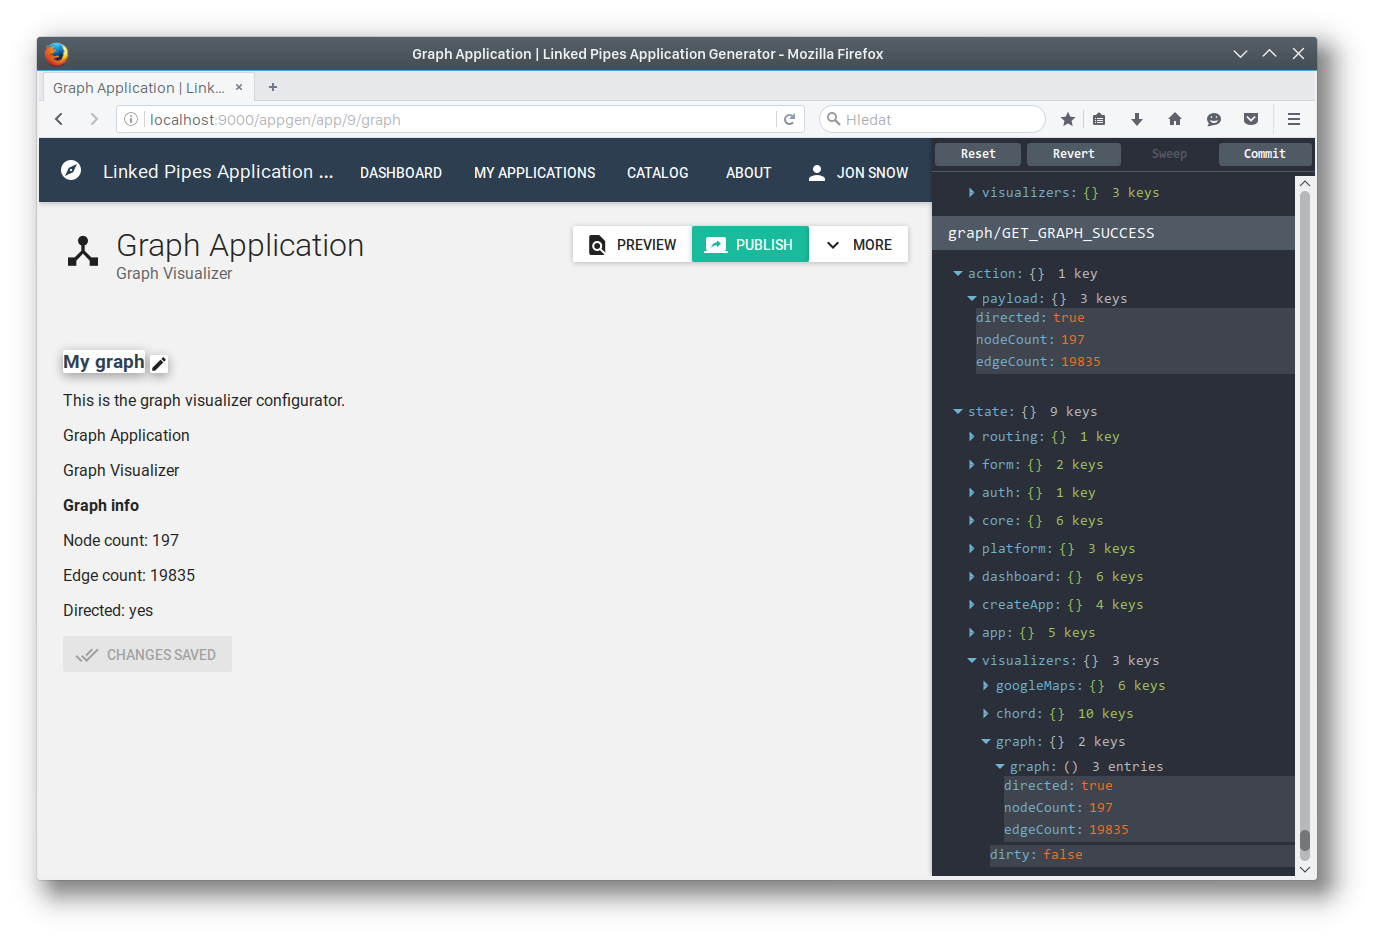 Graph Application | Linked Pipes Application Generator - Mozilla Firefox
Graph Application | Link... × +
localhost:9000/appgen/app/9/graph
Hledat
Linked Pipes Application ... DASHBOARD MY APPLICATIONS CATALOG ABOUT JON SNOW
Graph Application
Graph Visualizer
PREVIEW PUBLISH MORE
My graph
This is the graph visualizer configurator.
Graph Application
Graph Visualizer
Graph info
Node count: 197
Edge count: 19835
Directed: yes
CHANGES SAVED
Reset Revert Sweep Commit
visualizers: {} 3 keys
graph/GET_GRAPH_SUCCESS
action: {} 1 key
payload: {} 3 keys
directed: true
nodeCount: 197
edgeCount: 19835
state: {} 9 keys
routing: {} 1 key
form: {} 2 keys
auth: {} 1 key
core: {} 6 keys
platform: {} 3 keys
dashboard: {} 6 keys
createApp: {} 4 keys
app: {} 5 keys
visualizers: {} 3 keys
googleMaps: {} 6 keys
chord: {} 10 keys
graph: {} 2 keys
graph: () 3 entries
directed: true
nodeCount: 197
edgeCount: 19835
dirty: false